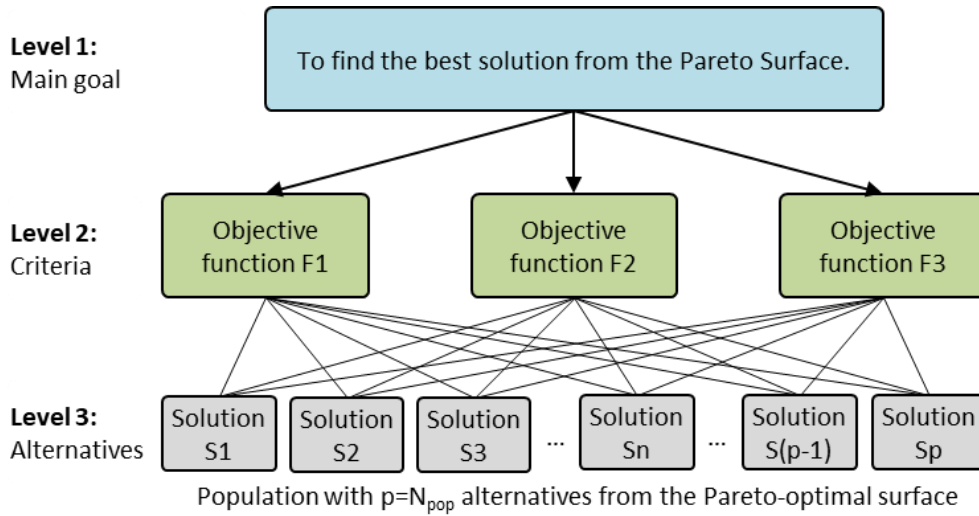 Level 1:
Main goal
To find the best solution from the Pareto Surface.
Level 2:
Criteria
Objective
function F1
Objective
function F2
Objective
function F3
Level 3:
Alternatives
Solution
S1
Solution
S2
Solution
S3
...
Solution
Sn
...
Solution
S(p-1)
Solution
Sp
Population with p=Npop alternatives from the Pareto-optimal surface